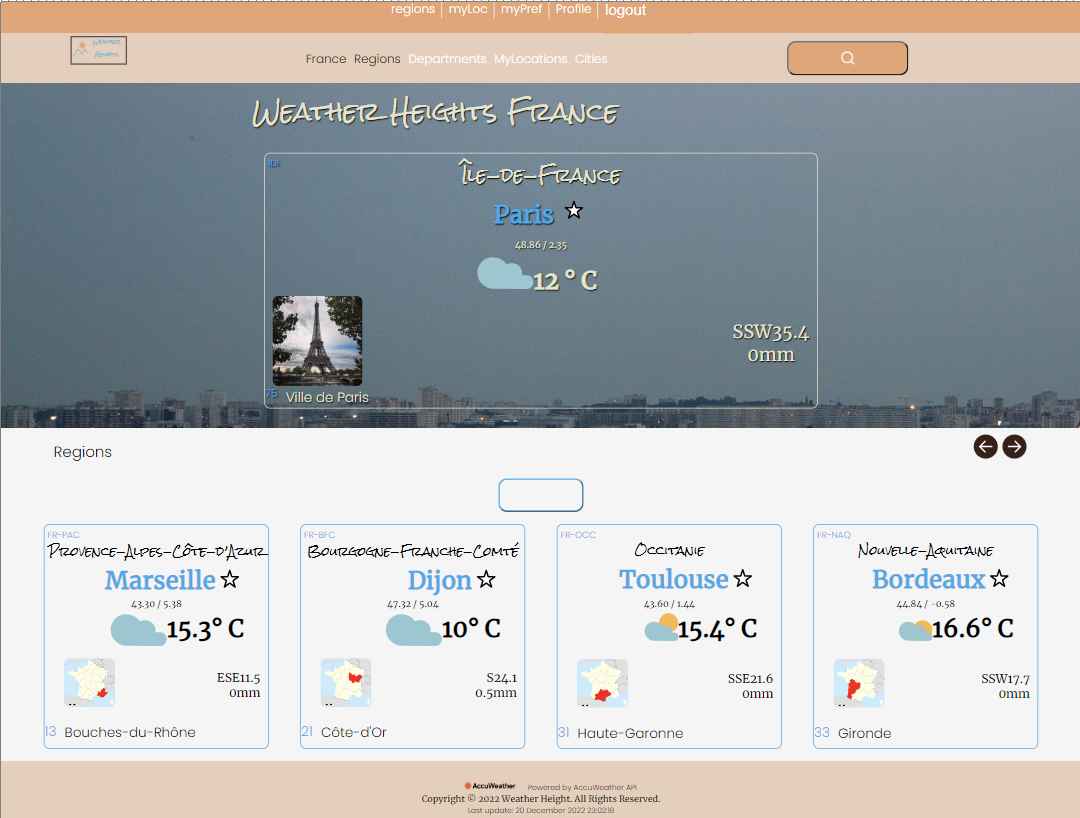 regions | myLoc | myPref | Profile | logout
Weather
Heights
France Regions Departments MyLocations Cities
Weather Heights France
IDF
Île-de-France
Paris
48.86 / 2.35
12 ° C
SSW35.4
0mm
75 Ville de Paris
Regions
FR-PAC
Provence-Alpes-Côte-d'Azur
Marseille
43.30 / 5.38
15.3° C
ESE11.5
0mm
13 Bouches-du-Rhône
FR-BFC
Bourgogne-Franche-Comté
Dijon
47.32 / 5.04
10° C
S24.1
0.5mm
21 Côte-d'Or
FR-OCC
Occitanie
Toulouse
43.60 / 1.44
15.4° C
SSE21.6
0mm
31 Haute-Garonne
FR-NAQ
Nouvelle-Aquitaine
Bordeaux
44.84 / -0.58
16.6° C
SSW17.7
0mm
33 Gironde
AccuWeather Powered by AccuWeather API
Copyright © 2022 Weather Height. All Rights Reserved.
Last update: 20 December 2022 23:02:18